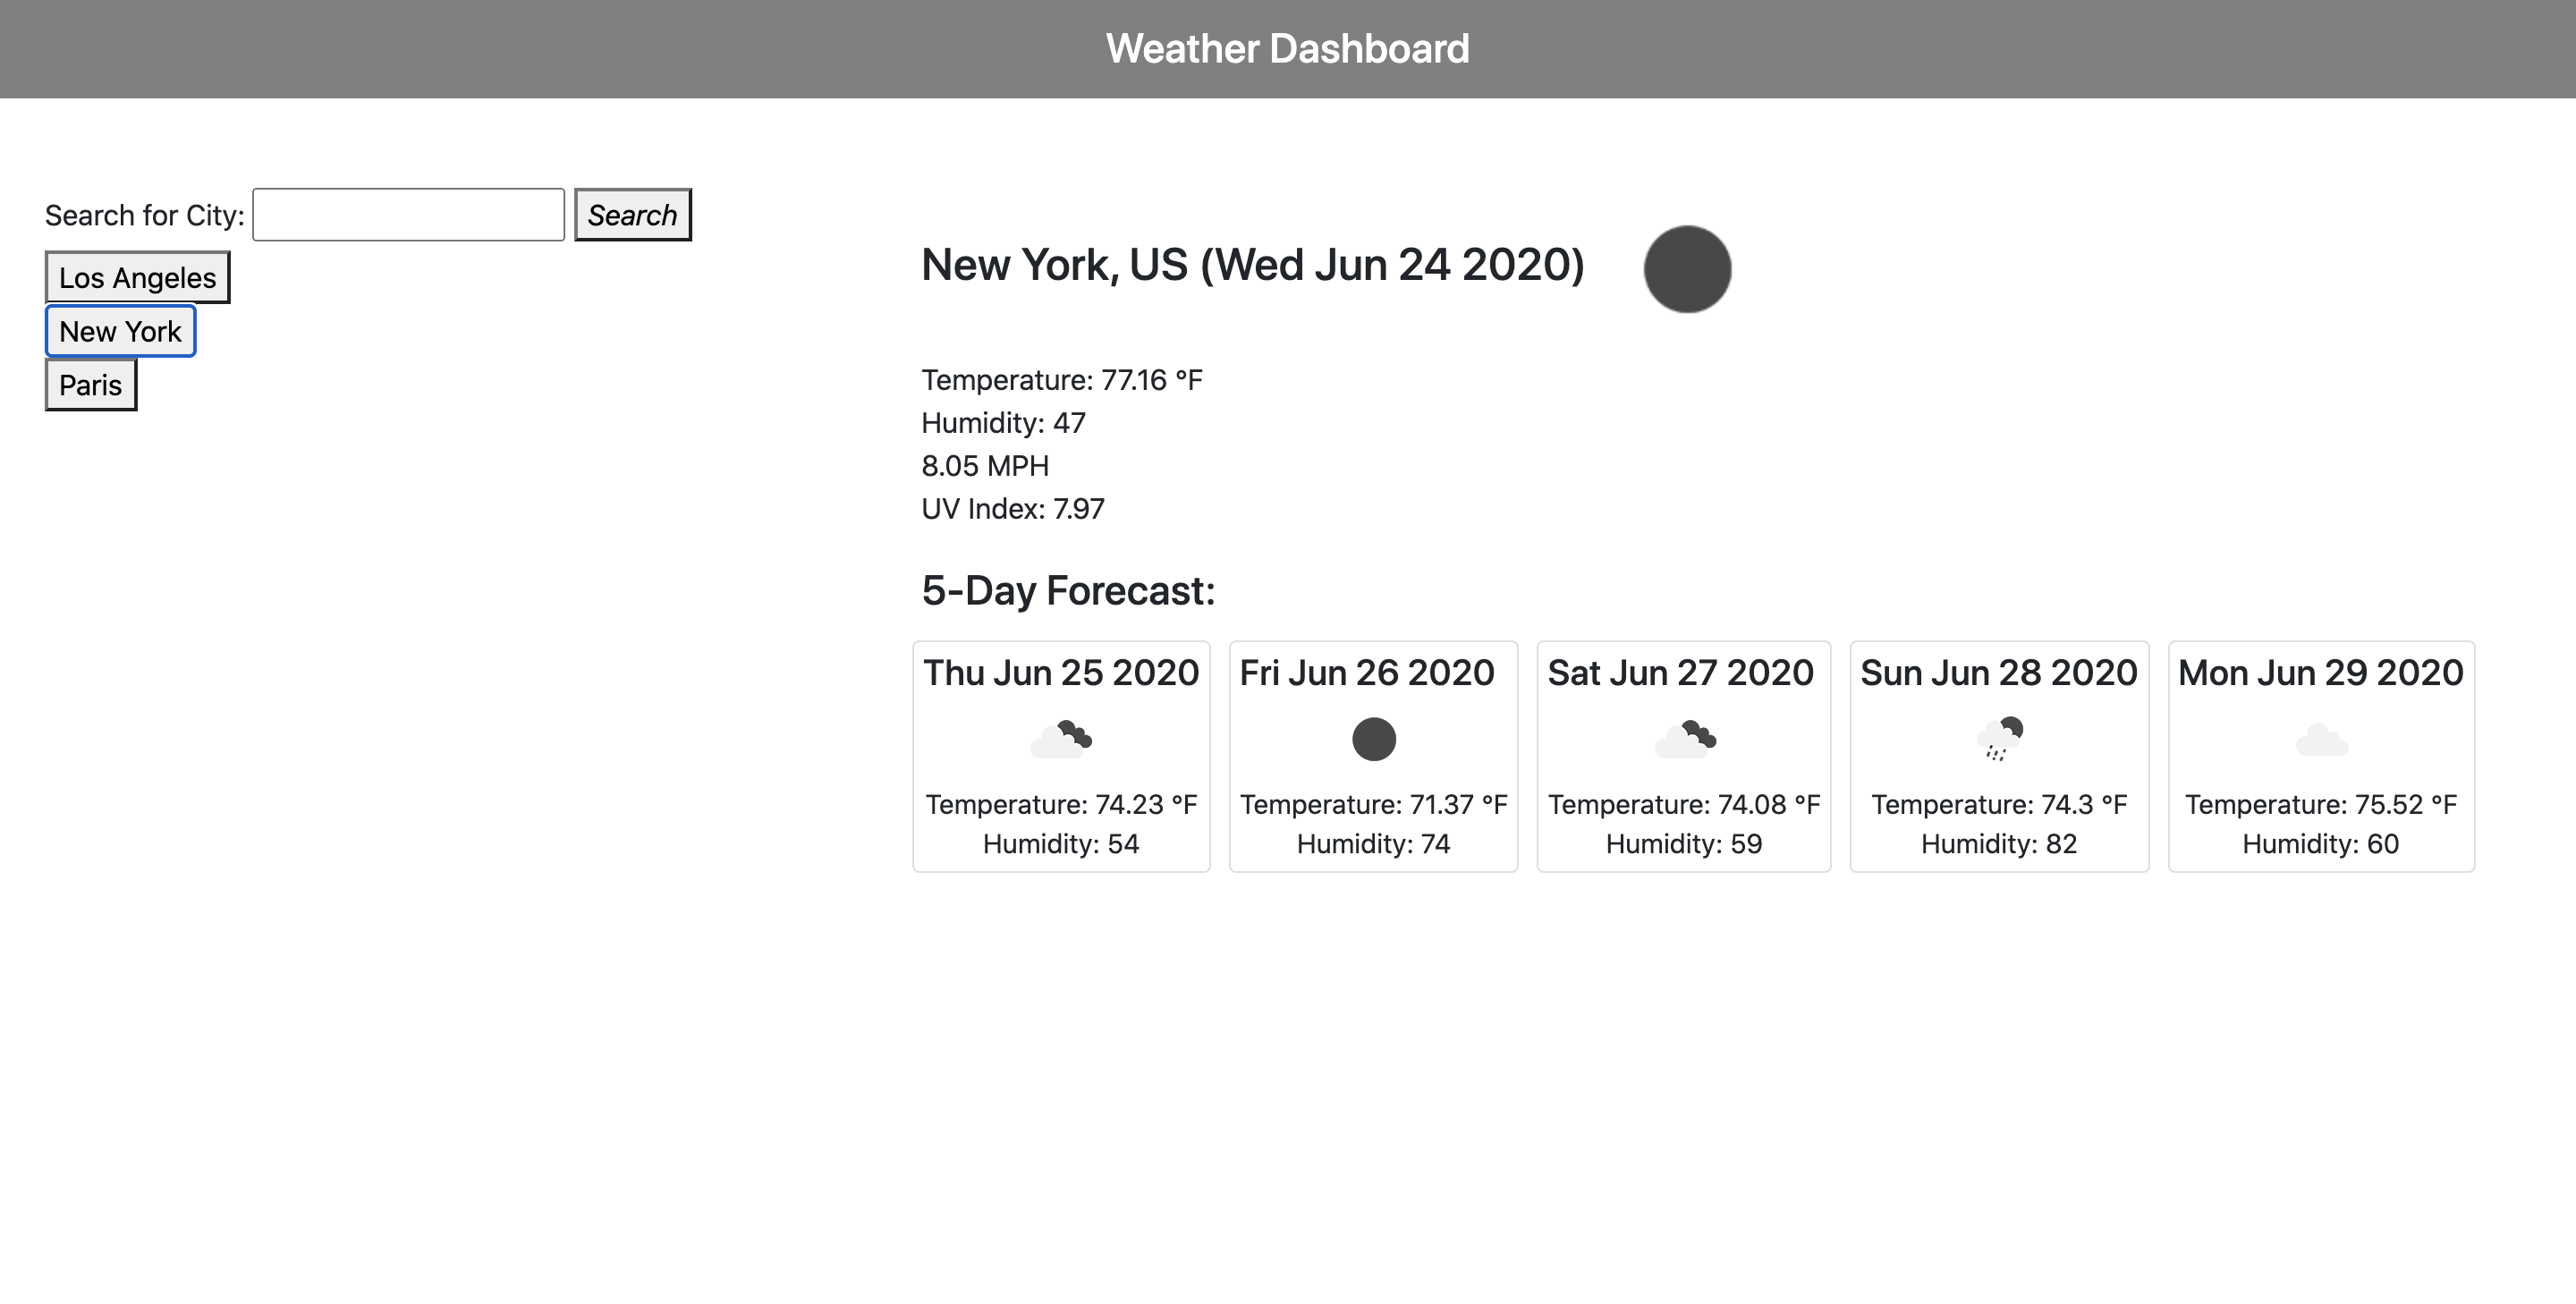 Weather Dashboard
Search for City: Search
Los Angeles
New York
Paris
New York, US (Wed Jun 24 2020)
Temperature: 77.16 °F
Humidity: 47
8.05 MPH
UV Index: 7.97
5-Day Forecast:
Thu Jun 25 2020
Temperature: 74.23 °F
Humidity: 54
Fri Jun 26 2020
Temperature: 71.37 °F
Humidity: 74
Sat Jun 27 2020
Temperature: 74.08 °F
Humidity: 59
Sun Jun 28 2020
Temperature: 74.3 °F
Humidity: 82
Mon Jun 29 2020
Temperature: 75.52 °F
Humidity: 60